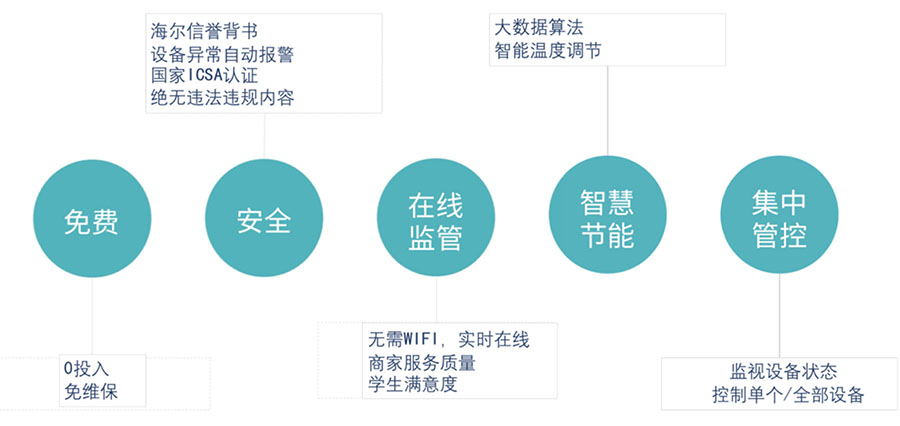 海尔信誉背书
设备异常自动报警
国家ICSA认证
绝无违法违规内容
大数据算法
智能温度调节
免费
安全
在线
监管
智慧
节能
集中
管控
0投入
免维保
无需WIFI，实时在线
商家服务质量
学生满意度
监视设备状态
控制单个/全部设备